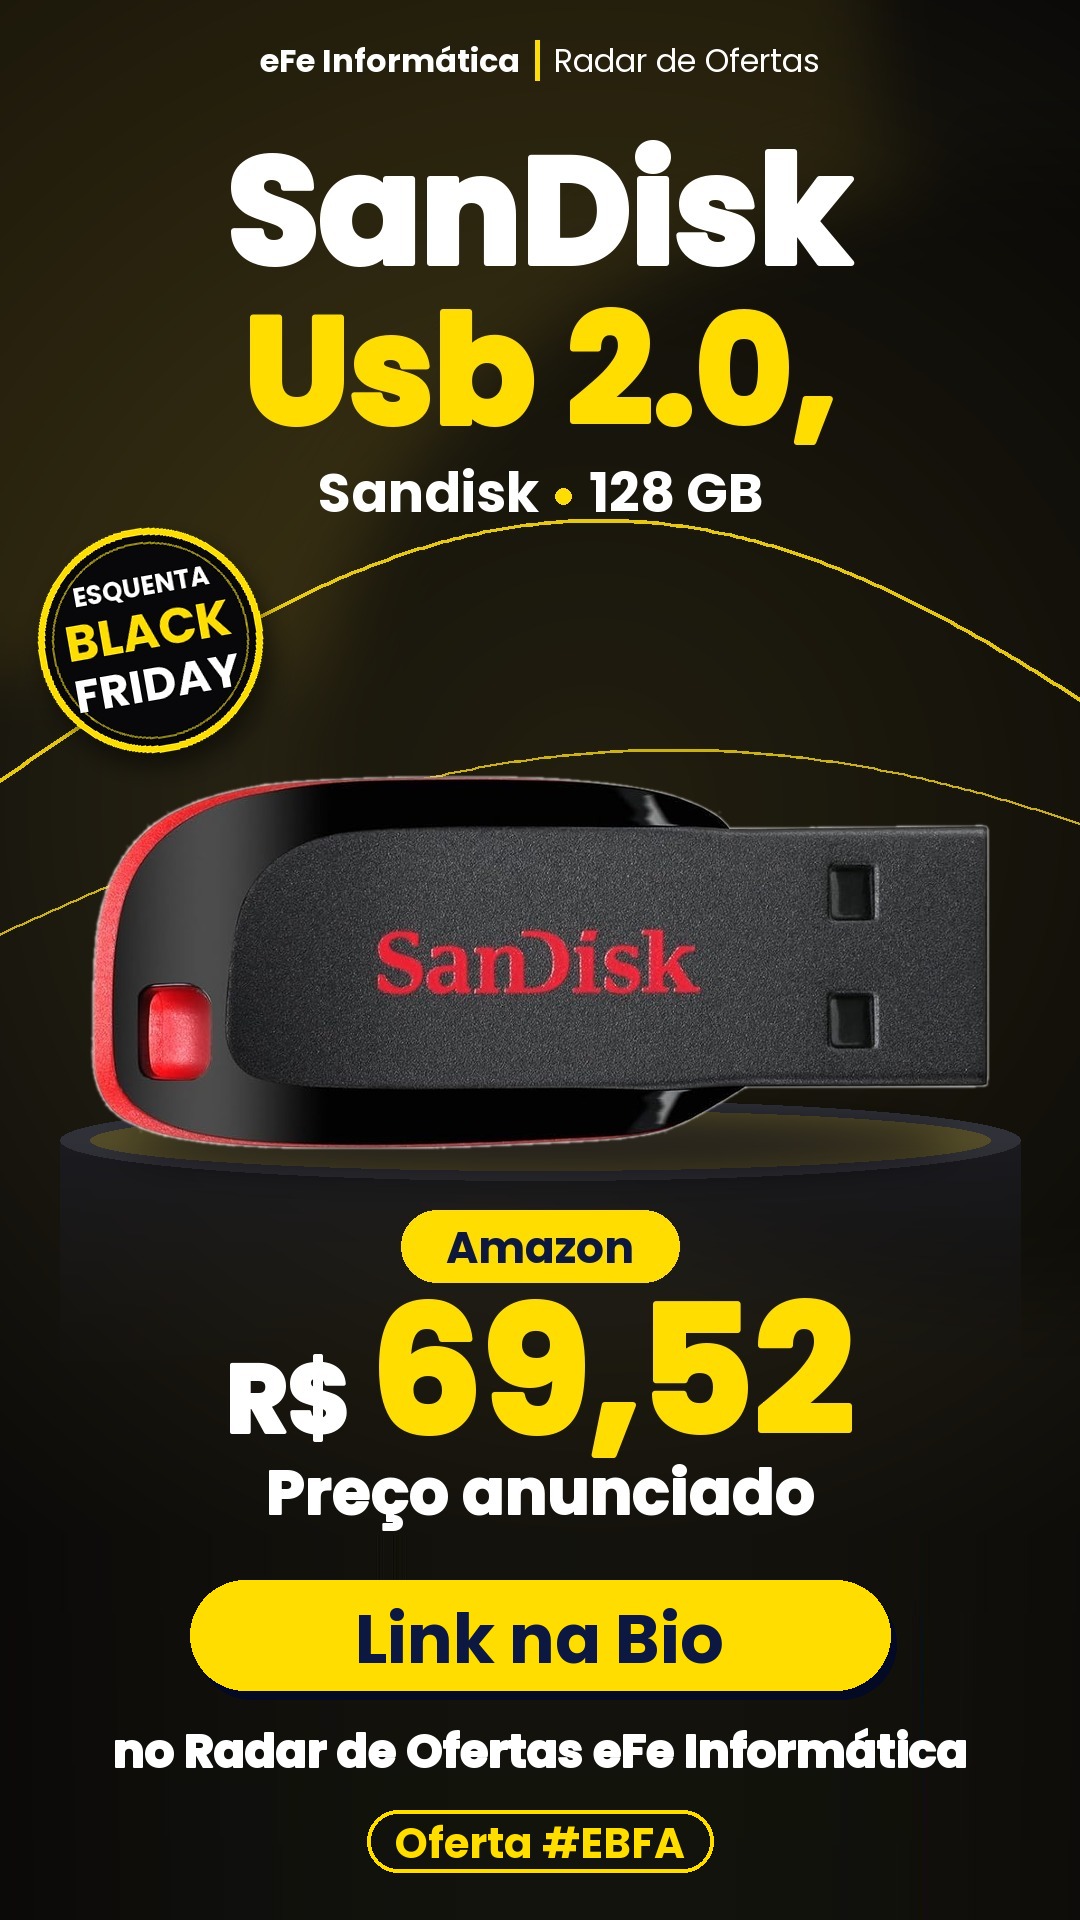 eFe Informática | Radar de Ofertas
SanDisk
Usb 2.0,
Sandisk • 128 GB
ESQUENTA
BLACK
FRIDAY
SanDisk
Amazon
R$ 69,52
Preço anunciado
Link na Bio
no Radar de Ofertas eFe Informática
Oferta #EBFA